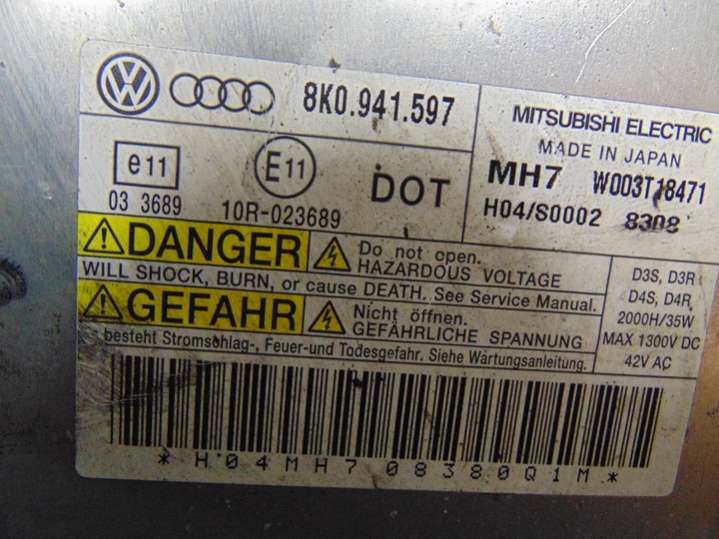 8K0.941.597
MITSUBISHI ELECTRIC
MADE IN JAPAN
MH7 W003T18471
H04/S0002 8308
e11
03 3689
E11
10R-023689
DOT
DANGER
Do not open.
HAZARDOUS VOLTAGE
WILL SHOCK, BURN, or cause DEATH. See Service Manual.
GEFAHR
Nicht öffnen.
GEFÄHRLICHE SPANNUNG
besteht Stromschlag-, Feuer-und Todesgefahr. Siehe Wartungsanleitung.
D3S, D3R
D4S, D4R
2000H/35W
MAX 1300V DC
42V AC
*H04MH708380Q1M*